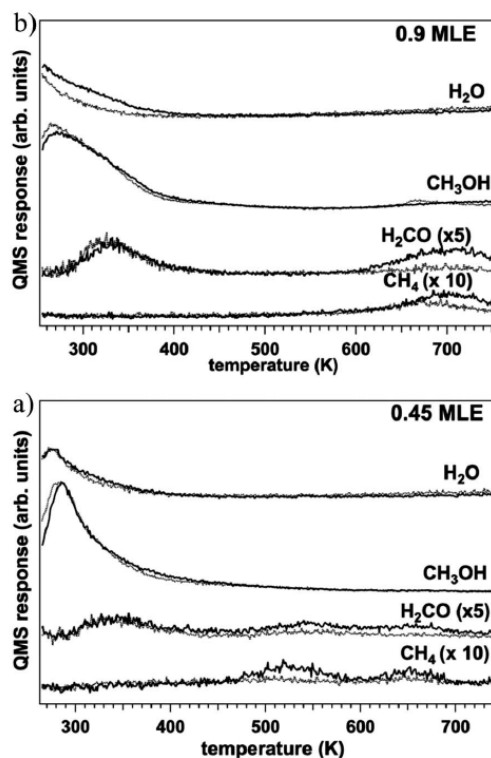 b)
0.9 MLE
QMS response (arb. units)
H₂O
CH₃OH
H₂CO (x5)
CH₄ (x 10)
300 400 500 600 700
temperature (K)
a)
0.45 MLE
QMS response (arb. units)
H₂O
CH₃OH
H₂CO (x5)
CH₄ (x 10)
300 400 500 600 700
temperature (K)